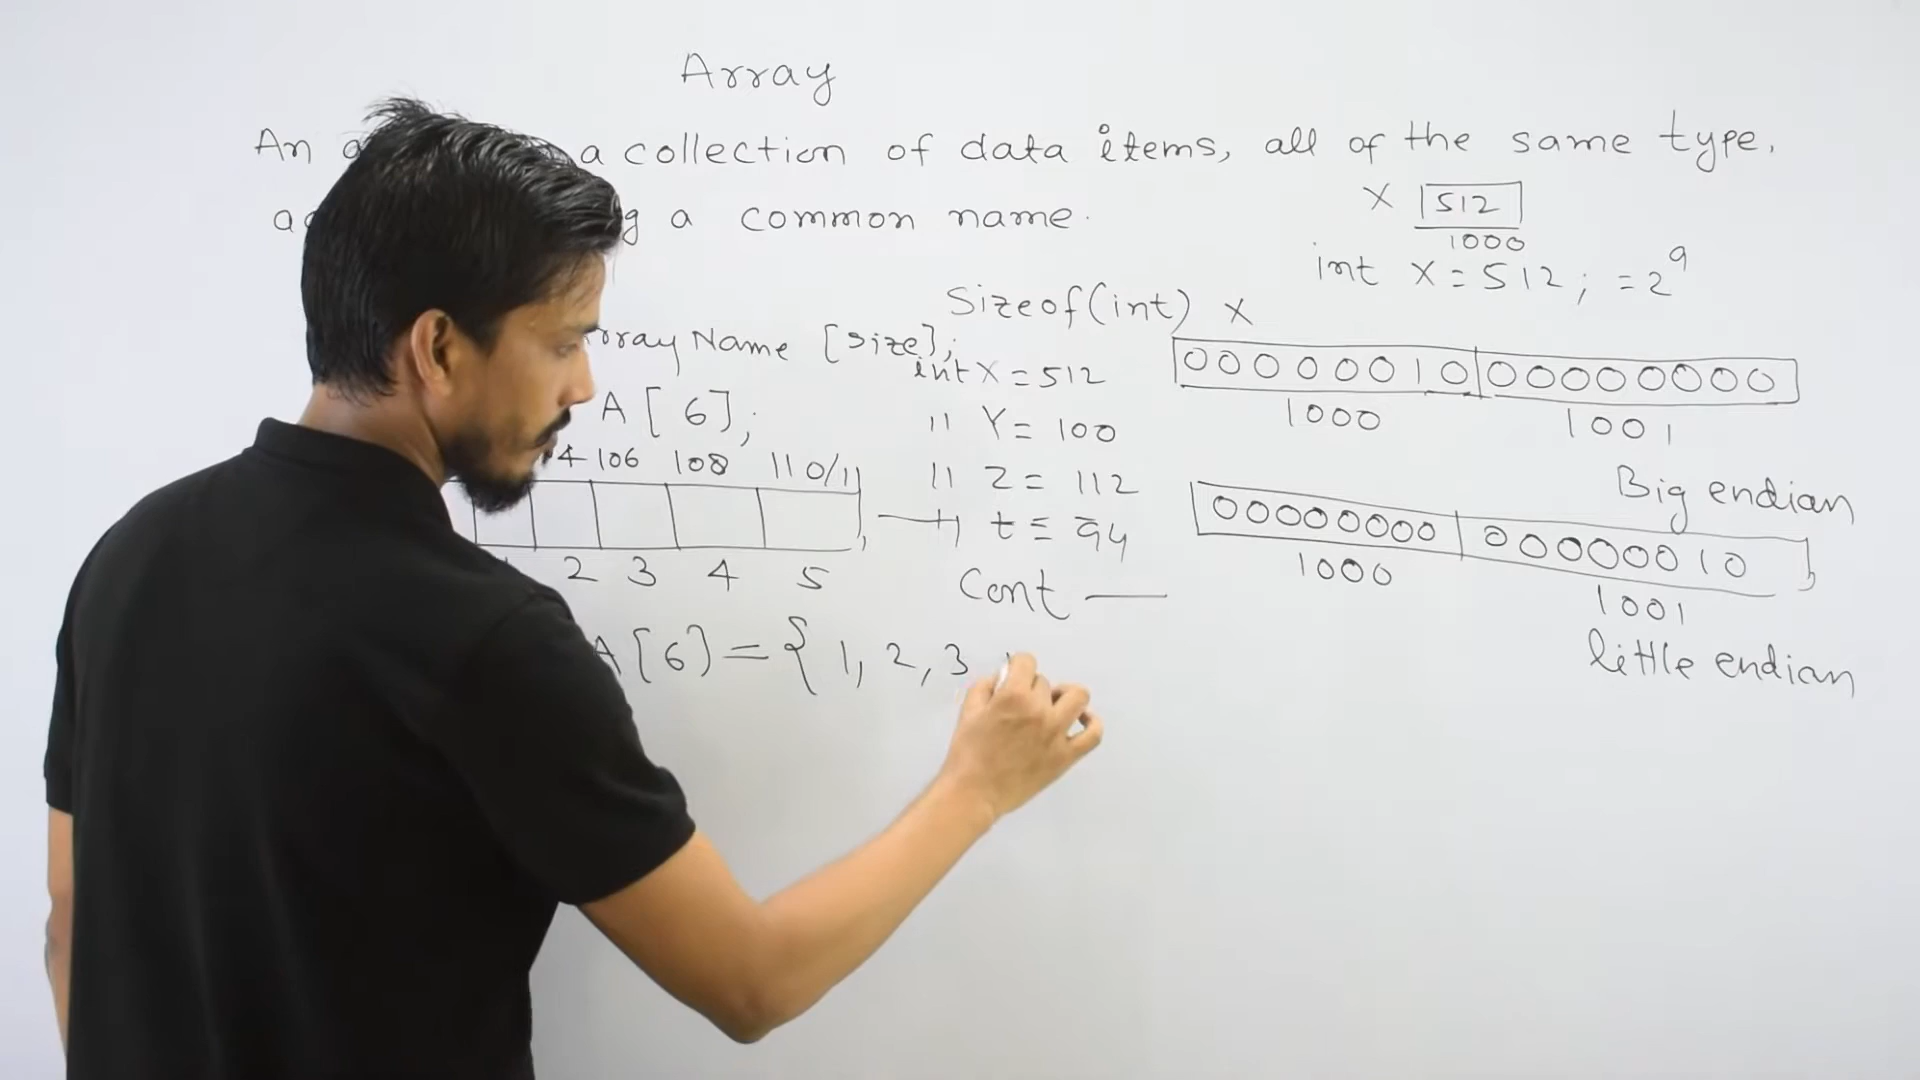 Array
An a collection of data items, all of the same type,
a common name.
X 512
1000
int X = 512; = 2^9
Sizeof(int) X
Array Name [size];
int X = 512
00000010 00000000
1000 1001
Big endian
A[6];
" Y = 100
4 106 108 110/11
" Z = 112
" t = 94
00000000 00000010
1000 1001
little endian
2 3 4 5
Cont —
A[6] = { 1, 2, 3